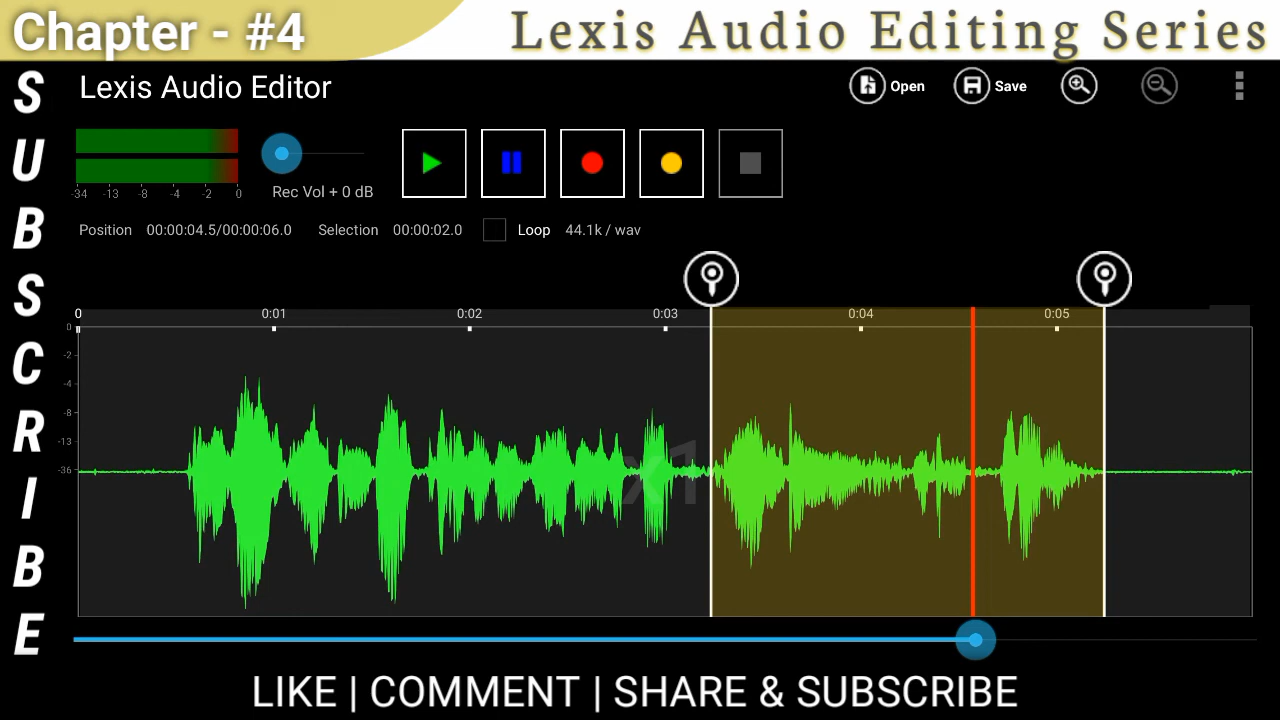 Chapter - #4
Lexis Audio Editing Series
SUBSCRIBE
Lexis Audio Editor
Open
Save
-34 -13 -8 -4 -2 0
Rec Vol + 0 dB
Position 00:00:04.5/00:00:06.0 Selection 00:00:02.0 Loop 44.1k / wav
0 0:01 0:02 0:03 0:04 0:05
0
-2
-4
-8
-13
-36
x1
LIKE | COMMENT | SHARE & SUBSCRIBE